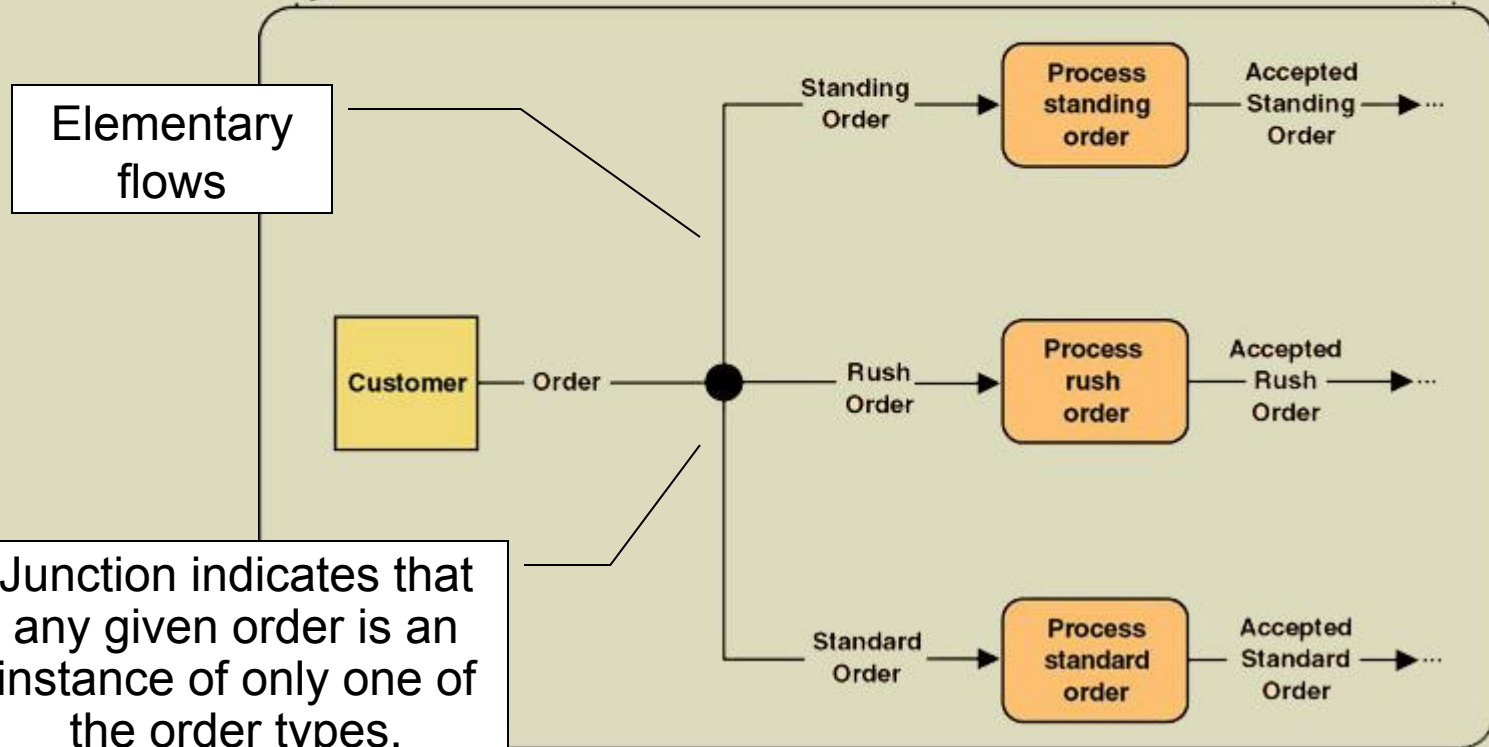 Elementary
flows
Standing
Order
Process
standing
order
Accepted
Standing
Order
...
Customer
Order
Rush
Order
Process
rush
order
Accepted
Rush
Order
...
Junction indicates that
any given order is an
instance of only one of
the order types.
Standard
Order
Process
standard
order
Accepted
Standard
Order
...